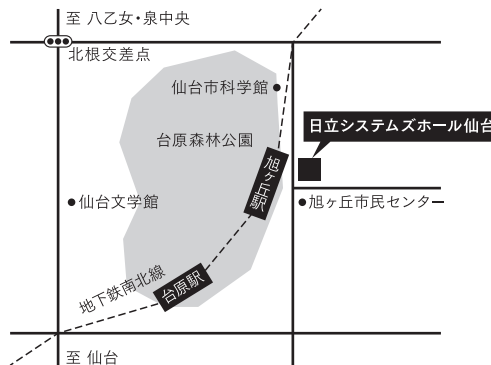 至 八乙女・泉中央
北根交差点
仙台市科学館
日立システムズホール仙台
台原森林公園
旭ヶ丘駅
仙台文学館
旭ヶ丘市民センター
地下鉄南北線
台原駅
至 仙台